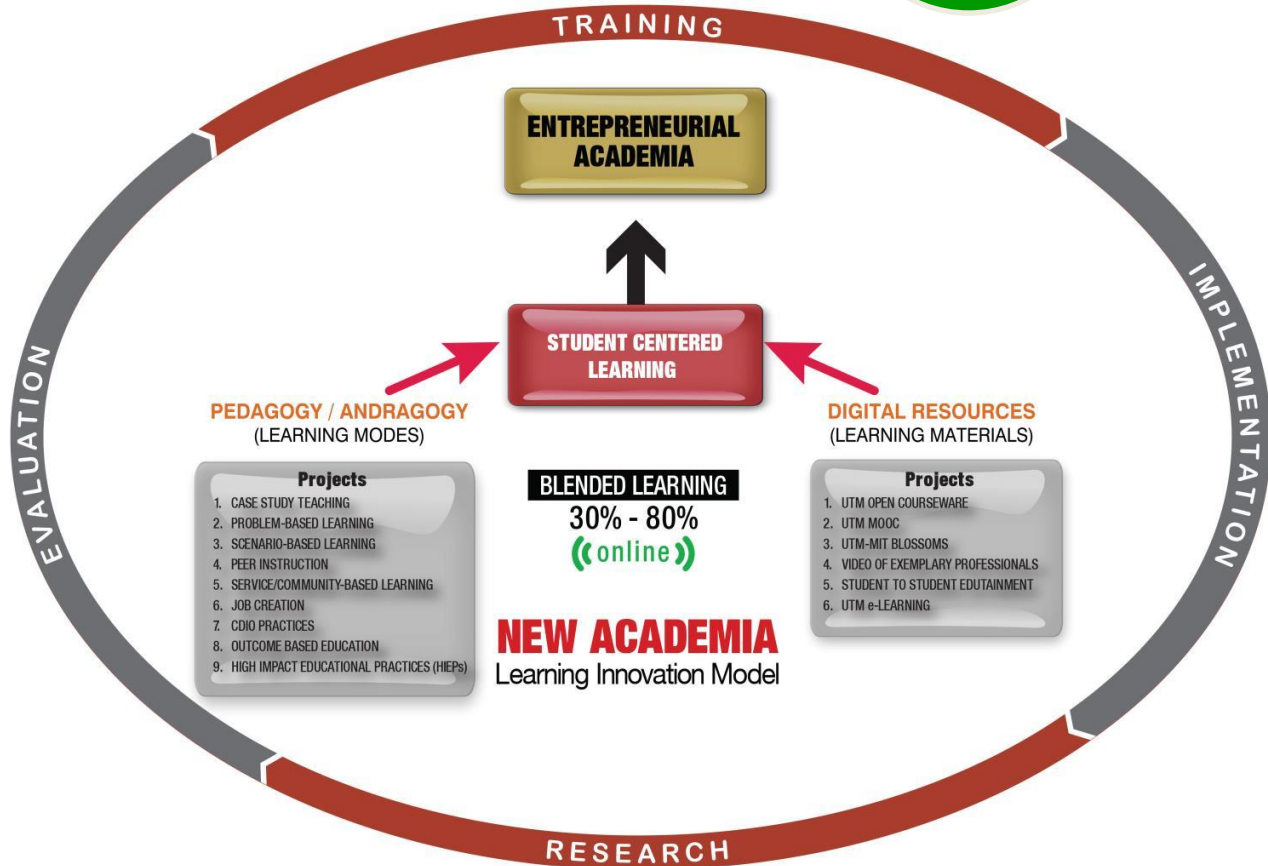 TRAINING
ENTREPRENEURIAL
ACADEMIA
STUDENT CENTERED
LEARNING
EVALUATION
IMPLEMENTATION
PEDAGOGY / ANDRAGOGY
(LEARNING MODES)
Projects
1. CASE STUDY TEACHING
2. PROBLEM-BASED LEARNING
3. SCENARIO-BASED LEARNING
4. PEER INSTRUCTION
5. SERVICE/COMMUNITY-BASED LEARNING
6. JOB CREATION
7. CDIO PRACTICES
8. OUTCOME BASED EDUCATION
9. HIGH IMPACT EDUCATIONAL PRACTICES (HIEPs)
BLENDED LEARNING
30% - 80%
((online))
NEW ACADEMIA
Learning Innovation Model
DIGITAL RESOURCES
(LEARNING MATERIALS)
Projects
1. UTM OPEN COURSEWARE
2. UTM MOOC
3. UTM-MIT BLOSSOMS
4. VIDEO OF EXEMPLARY PROFESSIONALS
5. STUDENT TO STUDENT EDUTAINMENT
6. UTM e-LEARNING
RESEARCH